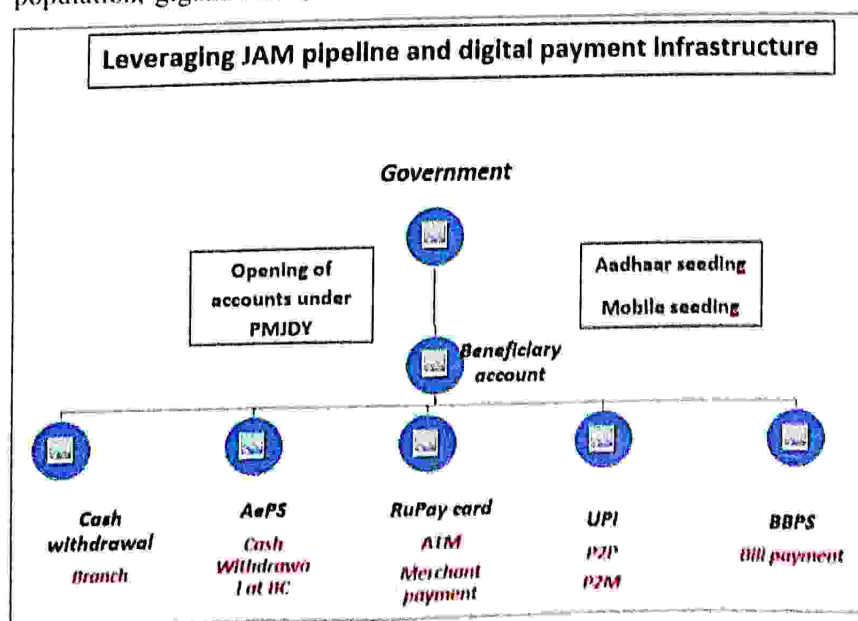 Leveraging JAM pipeline and digital payment infrastructure
Government
Opening of
accounts under
PMJDY
Aadhaar seeding
Mobile seeding
Beneficiary
account
Cash
withdrawal
Branch
AePS
Cash
Withdrawa
l at BC
RuPay card
ATM
Merchant
payment
UPI
P2P
P2M
BBPS
Bill payment